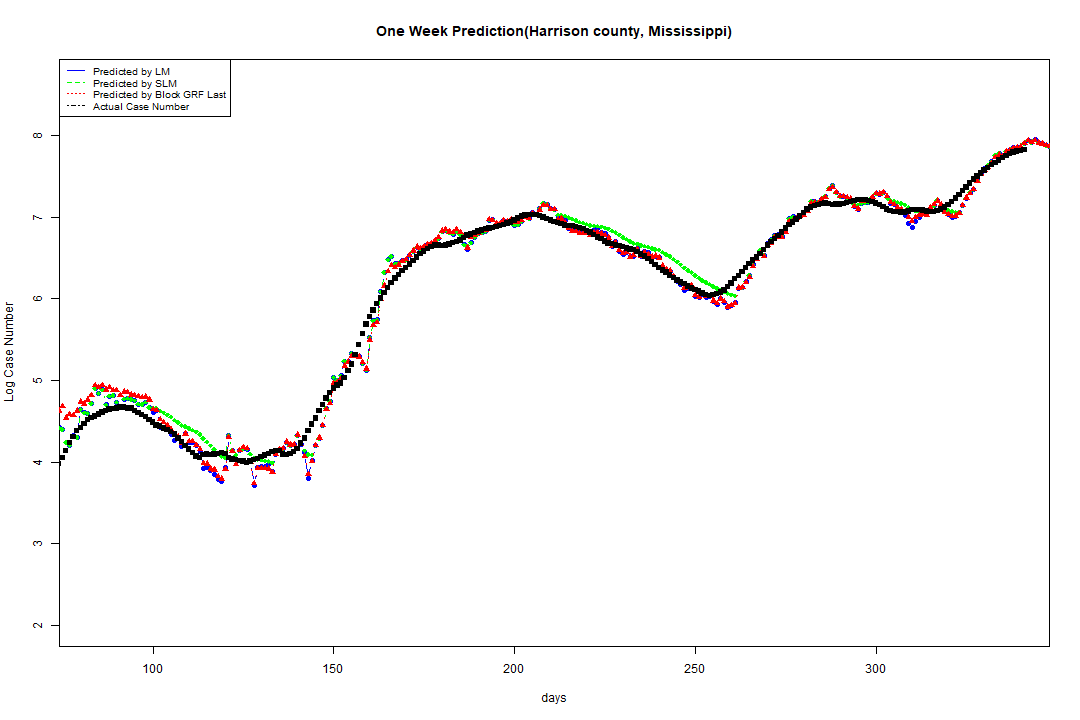 One Week Prediction(Harrison county, Mississippi)
Predicted by LM
Predicted by SLM
Predicted by Block GRF Last
Actual Case Number
8
7
6
5
4
3
2
Log Case Number
100 150 200 250 300
days